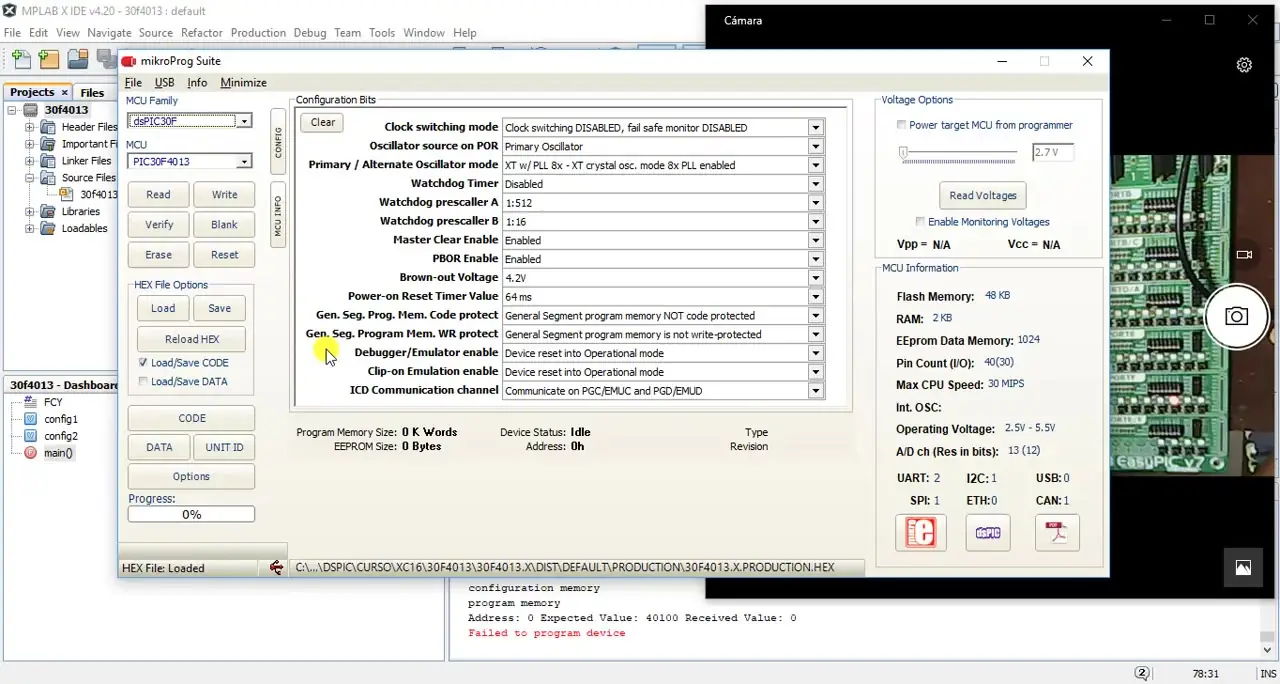 MPLAB X IDE v4.20 - 30f4013 : default
File Edit View Navigate Source Refactor Production Debug Team Tools Window Help
Cámara
mikroProg Suite
File USB Info Minimize
Projects × Files
30f4013
Header Files
Important Fi
Linker Files
Source Files
30f4013
Libraries
Loadables
30f4013 - Dashboard
FCY
config1
config2
main()
MCU Family
dsPIC30F
MCU
PIC30F4013
Read Write
Verify Blank
Erase Reset
HEX File Options
Load Save
Reload HEX
Load/Save CODE
Load/Save DATA
CODE
DATA UNIT ID
Options
Progress:
0%
CONFIG
MCU INFO
Configuration Bits
Clear
Clock switching mode Clock switching DISABLED, fail safe monitor DISABLED
Oscillator source on POR Primary Oscillator
Primary / Alternate Oscillator mode XT w/ PLL 8x - XT crystal osc. mode 8x PLL enabled
Watchdog Timer Disabled
Watchdog prescaller A 1:512
Watchdog prescaller B 1:16
Master Clear Enable Enabled
PBOR Enable Enabled
Brown-out Voltage 4.2V
Power-on Reset Timer Value 64 ms
Gen. Seg. Prog. Mem. Code protect General Segment program memory NOT code protected
Gen. Seg. Program Mem. WR protect General Segment program memory is not write-protected
Debugger/Emulator enable Device reset into Operational mode
Clip-on Emulation enable Device reset into Operational mode
ICD Communication channel Communicate on PGC/EMUC and PGD/EMUD
Program Memory Size: 0 K Words Device Status: Idle Type
EEPROM Size: 0 Bytes Address: 0h Revision
Voltage Options
Power target MCU from programmer
2.7 V
Read Voltages
Enable Monitoring Voltages
Vpp = N/A Vcc = N/A
MCU Information
Flash Memory: 48 KB
RAM: 2 KB
EEprom Data Memory: 1024
Pin Count (I/O): 40(30)
Max CPU Speed: 30 MIPS
Int. OSC:
Operating Voltage: 2.5V - 5.5V
A/D ch (Res in bits): 13 (12)
UART: 2 I2C: 1 USB: 0
SPI: 1 ETH:0 CAN: 1
dsPIC
PDF
HEX File: Loaded C:\...\DSPIC\CURSO\XC16\30F4013\30F4013.X\DIST\DEFAULT\PRODUCTION\30F4013.X.PRODUCTION.HEX
EasyPIC v7
configuration memory
program memory
Address: 0 Expected Value: 40100 Received Value: 0
Failed to program device
2 78:31 INS